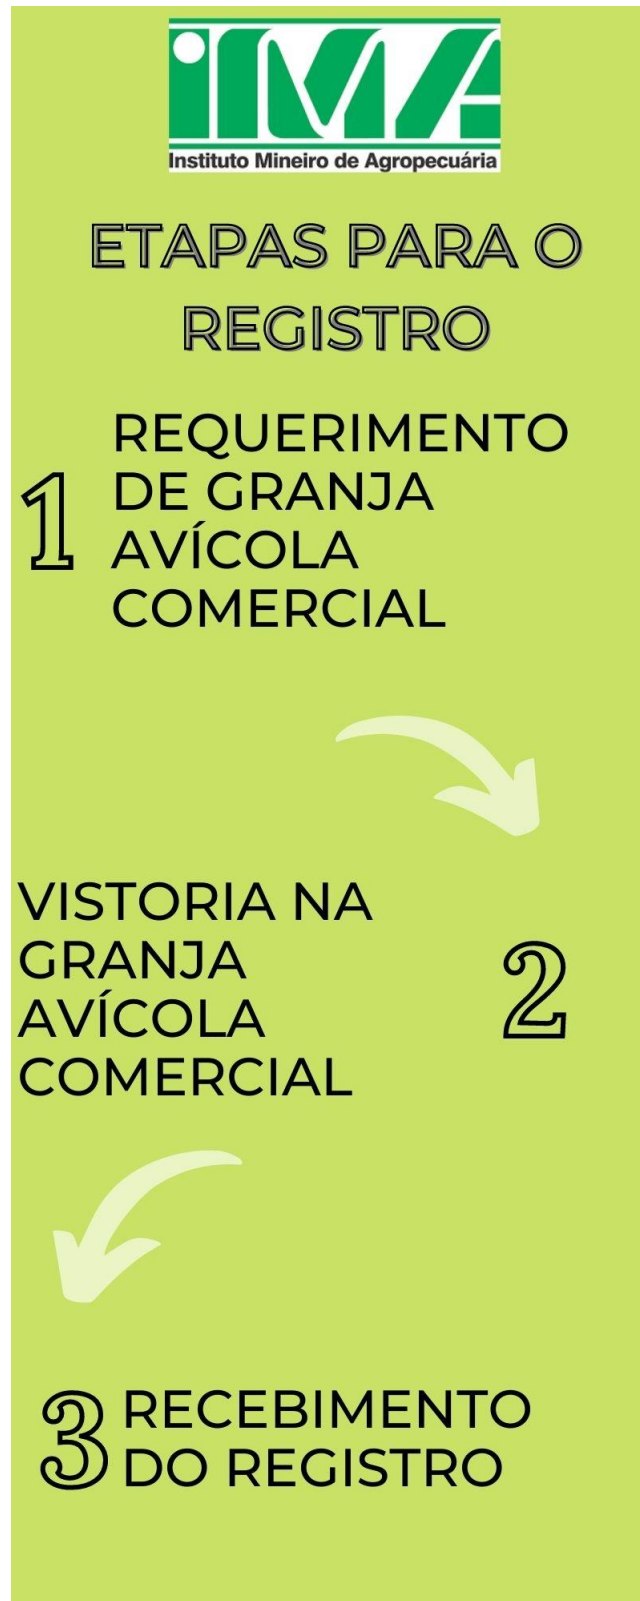 iMA
Instituto Mineiro de Agropecuária
ETAPAS PARA O
REGISTRO
1
REQUERIMENTO
DE GRANJA
AVÍCOLA
COMERCIAL
VISTORIA NA
GRANJA
AVÍCOLA
COMERCIAL
2
3
RECEBIMENTO
DO REGISTRO